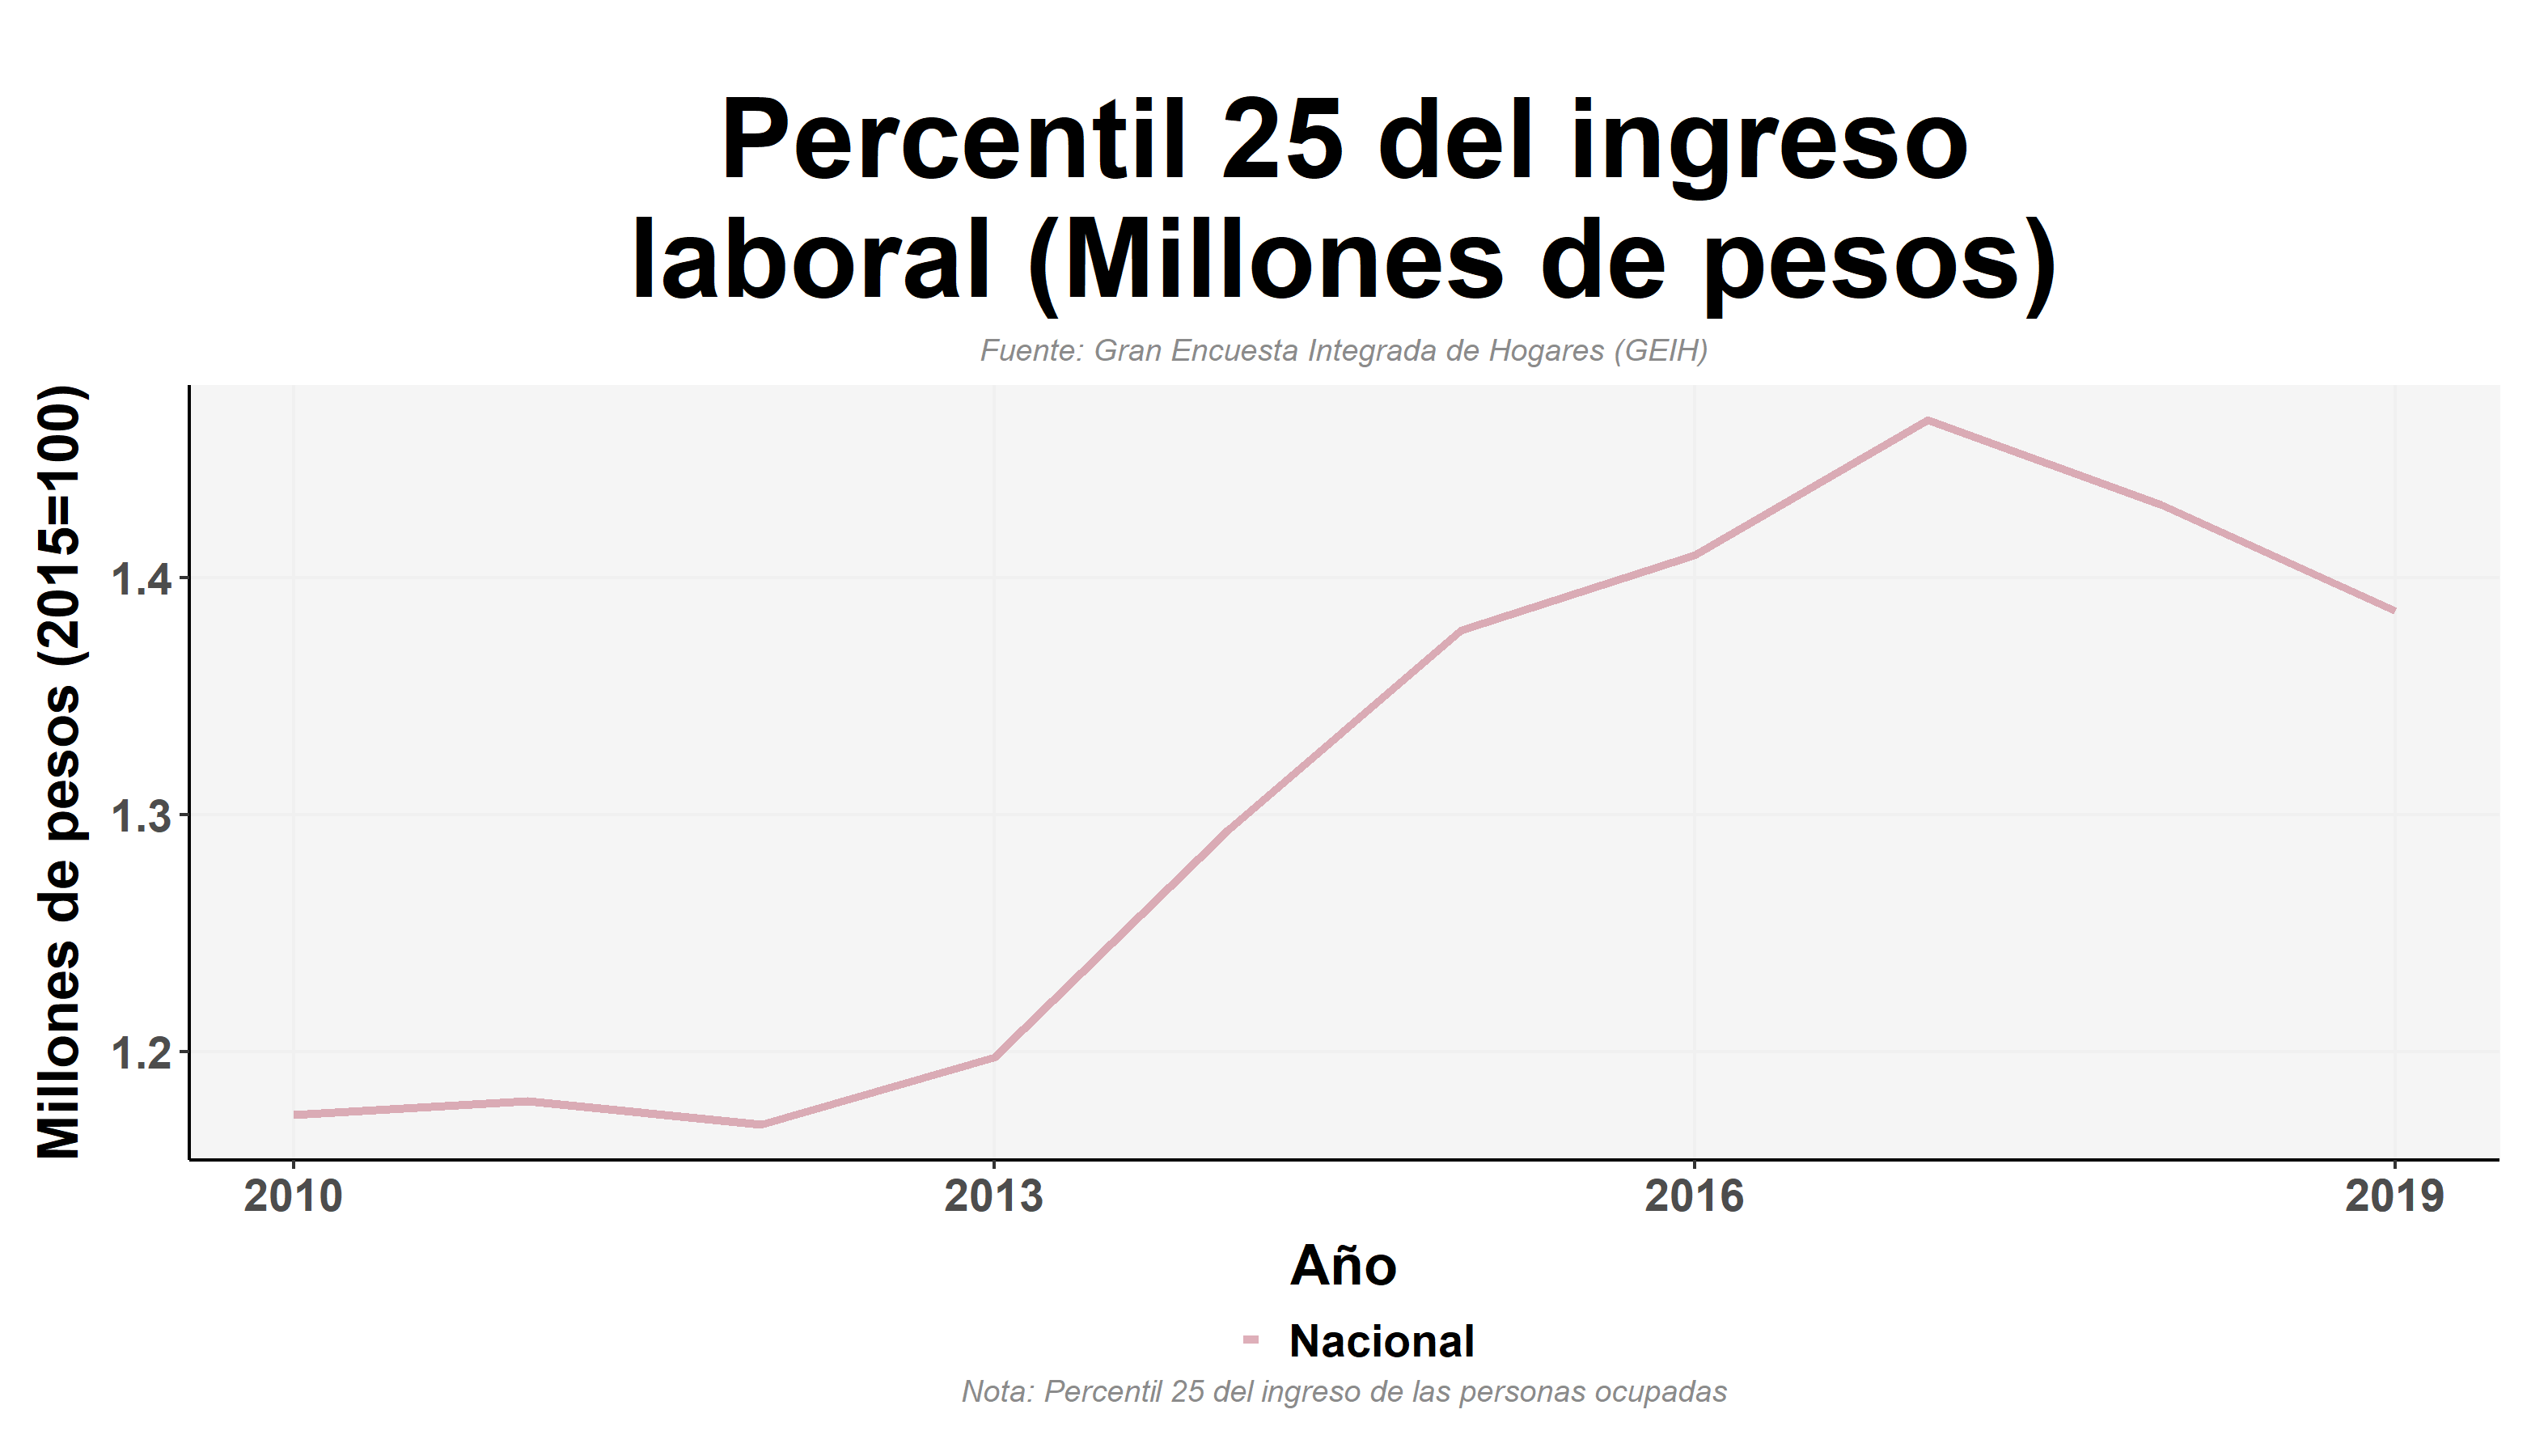 Percentil 25 del ingreso
laboral (Millones de pesos)
Fuente: Gran Encuesta Integrada de Hogares (GEIH)
Millones de pesos (2015=100)
1.4
1.3
1.2
2010
2013
2016
2019
Año
Nacional
Nota: Percentil 25 del ingreso de las personas ocupadas